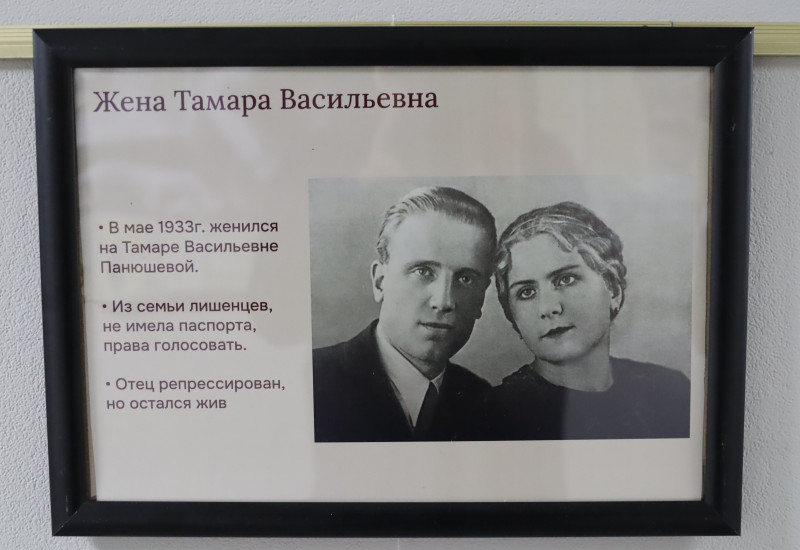 Жена Тамара Васильевна
• В мае 1933г. женился
на Тамаре Васильевне
Панюшевой.
• Из семьи лишенцев,
не имела паспорта,
права голосовать.
• Отец репрессирован,
но остался жив